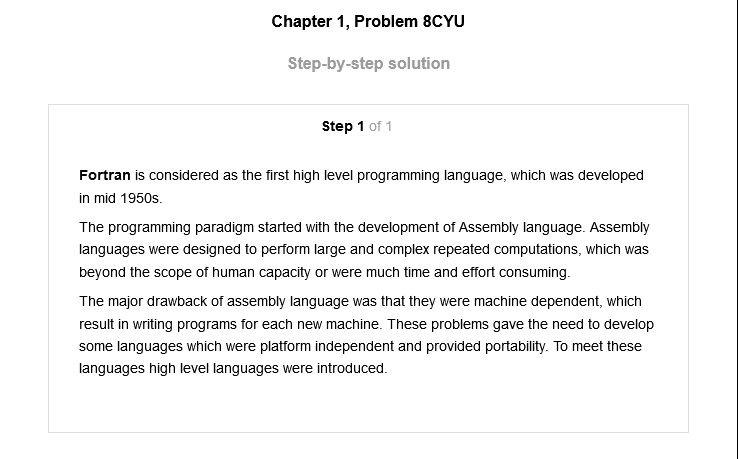 Chapter 1, Problem 8CYU
Step-by-step solution
Step 1 of 1
Fortran is considered as the first high level programming language, which was developed
in mid 1950s.
The programming paradigm started with the development of Assembly language. Assembly
languages were designed to perform large and complex repeated computations, which was
beyond the scope of human capacity or were much time and effort consuming.
The major drawback of assembly language was that they were machine dependent, which
result in writing programs for each new machine. These problems gave the need to develop
some languages which were platform independent and provided portability. To meet these
languages high level languages were introduced.